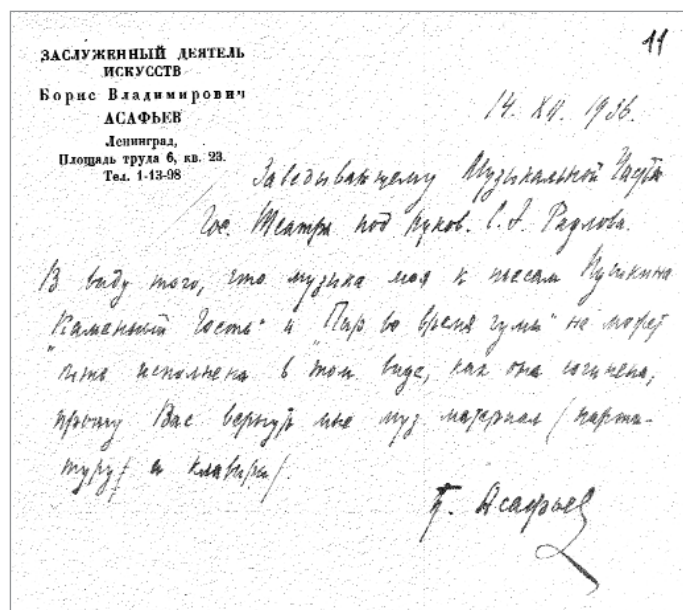 11
ЗАСЛУЖЕННЫЙ ДЕЯТЕЛЬ
ИСКУССТВ
Борис Владимирович
АСАФЬЕВ
Ленинград,
Площадь труда 6, кв. 23.
Тел. 1-13-98
14. XII. 1936.
Заведывающему Музыкальной Части
Гос. Театра под руков. С. Э. Радлова.
В виду того, что музыка моя к пьесам Пушкина
"Каменный Гость" и "Пир во время чумы" не может
быть исполнена в том виде, как она сочинена,
прошу Вас вернуть мне муз материал (парти-
туру и клавиры)
Б. Асафьев